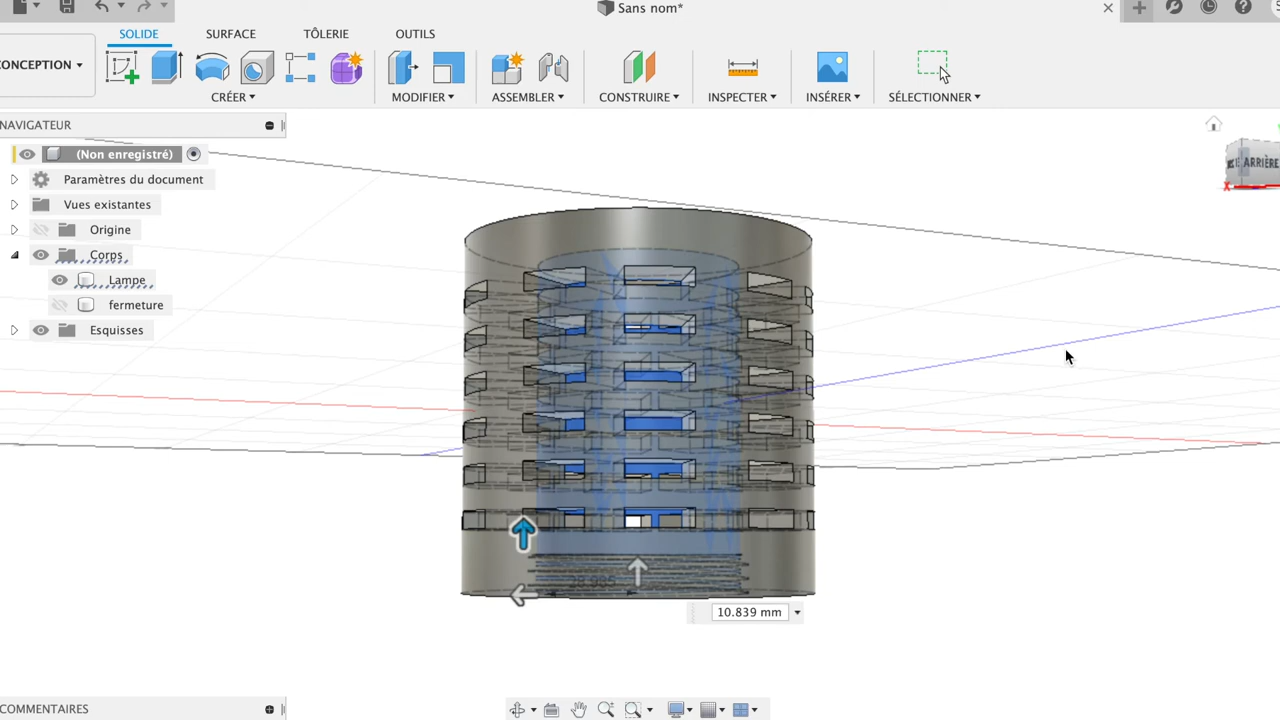 Sans nom*
SOLIDE SURFACE TÔLERIE OUTILS
CONCEPTION
CRÉER MODIFIER ASSEMBLER CONSTRUIRE INSPECTER INSÉRER SÉLECTIONNER
NAVIGATEUR
(Non enregistré)
ARRIÈRE
Paramètres du document
Vues existantes
Origine
Corps
Lampe
fermeture
Esquisses
10.839 mm
COMMENTAIRES